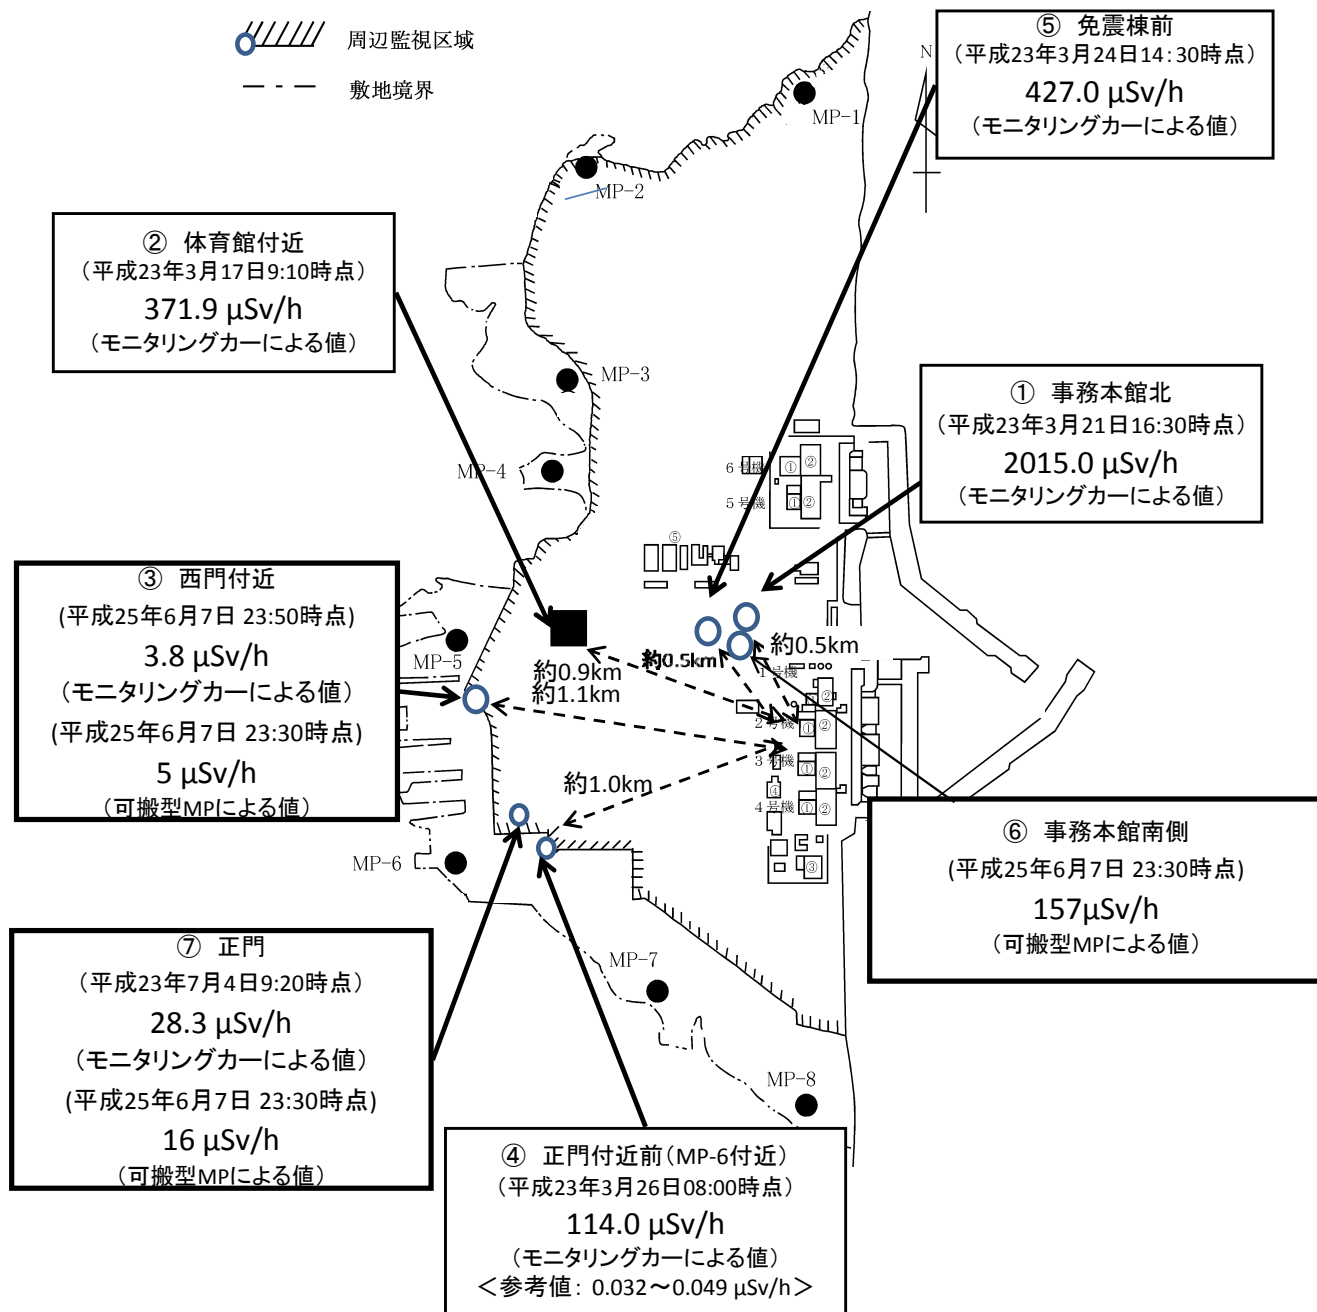 周辺監視区域
敷地境界
⑤ 免震棟前
（平成23年3月24日14:30時点）
427.0 μSv/h
（モニタリングカーによる値）
N
MP-1
MP-2
② 体育館付近
（平成23年3月17日9:10時点）
371.9 μSv/h
（モニタリングカーによる値）
MP-3
① 事務本館北
（平成23年3月21日16:30時点）
2015.0 μSv/h
（モニタリングカーによる値）
MP-4
6号機
① ②
5号機
① ②
⑤
③ 西門付近
(平成25年6月7日 23:50時点)
3.8 μSv/h
（モニタリングカーによる値）
(平成25年6月7日 23:30時点)
5 μSv/h
（可搬型MPによる値）
MP-5
約0.9km
約1.1km
約0.5km
約0.5km
1号機
②
2号機
① ②
3号機
① ②
④
4号機
① ②
③
約1.0km
MP-6
⑥ 事務本館南側
(平成25年6月7日 23:30時点)
157μSv/h
（可搬型MPによる値）
⑦ 正門
（平成23年7月4日9:20時点）
28.3 μSv/h
（モニタリングカーによる値）
(平成25年6月7日 23:30時点)
16 μSv/h
（可搬型MPによる値）
MP-7
MP-8
④ 正門付近前（MP-6付近）
（平成23年3月26日08:00時点）
114.0 μSv/h
（モニタリングカーによる値）
＜参考値： 0.032～0.049 μSv/h＞